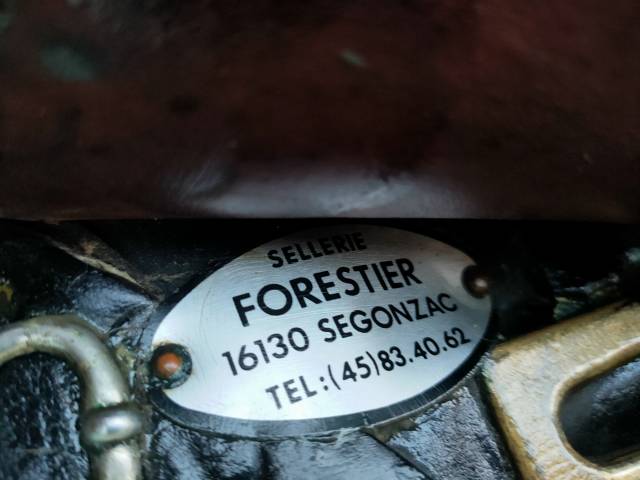 SELLERIE
FORESTIER
16130 SEGONZAC
TEL:(45)83.40.62